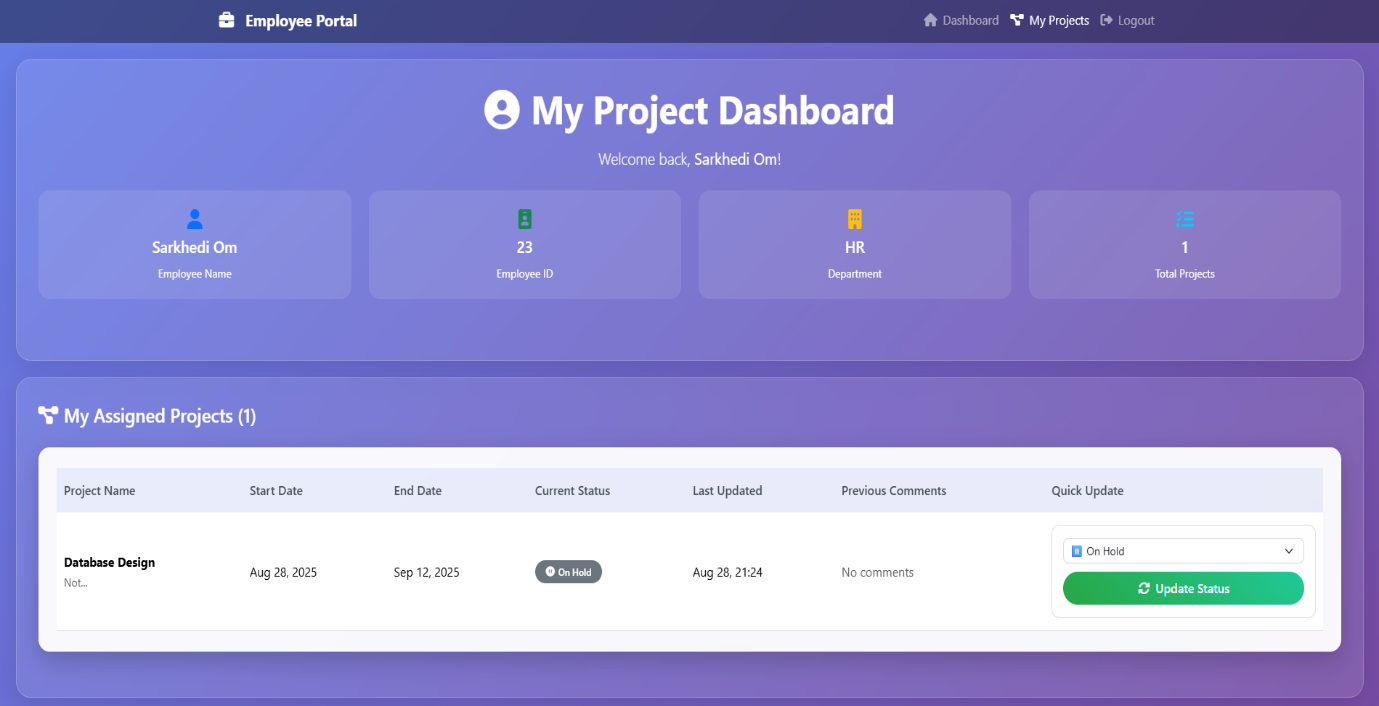 Employee Portal
Dashboard My Projects Logout
My Project Dashboard
Welcome back, Sarkhedi Om!
Sarkhedi Om
Employee Name
23
Employee ID
HR
Department
1
Total Projects
My Assigned Projects (1)
Project Name Start Date End Date Current Status Last Updated Previous Comments Quick Update
Database Design
Not...
Aug 28, 2025 Sep 12, 2025 On Hold Aug 28, 21:24 No comments
On Hold
Update Status